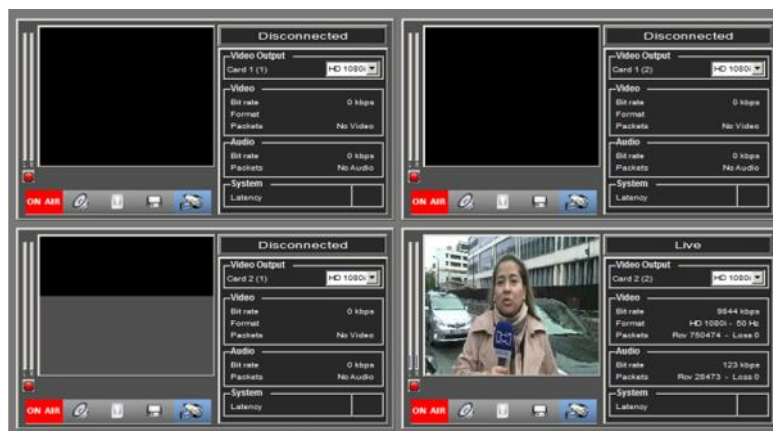 Disconnected
Video Output
Card 1 (1) HD 1080i
Video
Bit rate 0 kbps
Format
Packets No Video
Audio
Bit rate 0 kbps
Packets No Audio
System
Latency
ON AIR
Disconnected
Video Output
Card 1 (2) HD 1080i
Video
Bit rate 0 kbps
Format
Packets No Video
Audio
Bit rate 0 kbps
Packets No Audio
System
Latency
ON AIR
Disconnected
Video Output
Card 2 (1) HD 1080i
Video
Bit rate 0 kbps
Format
Packets No Video
Audio
Bit rate 0 kbps
Packets No Audio
System
Latency
ON AIR
Live
Video Output
Card 2 (2) HD 1080i
Video
Bit rate 9844 kbps
Format HD 1080i - 50 Hz
Packets Rcv 750474 - Loss 0
Audio
Bit rate 123 kbps
Packets Rcv 28473 - Loss 0
System
Latency
ON AIR
RCN